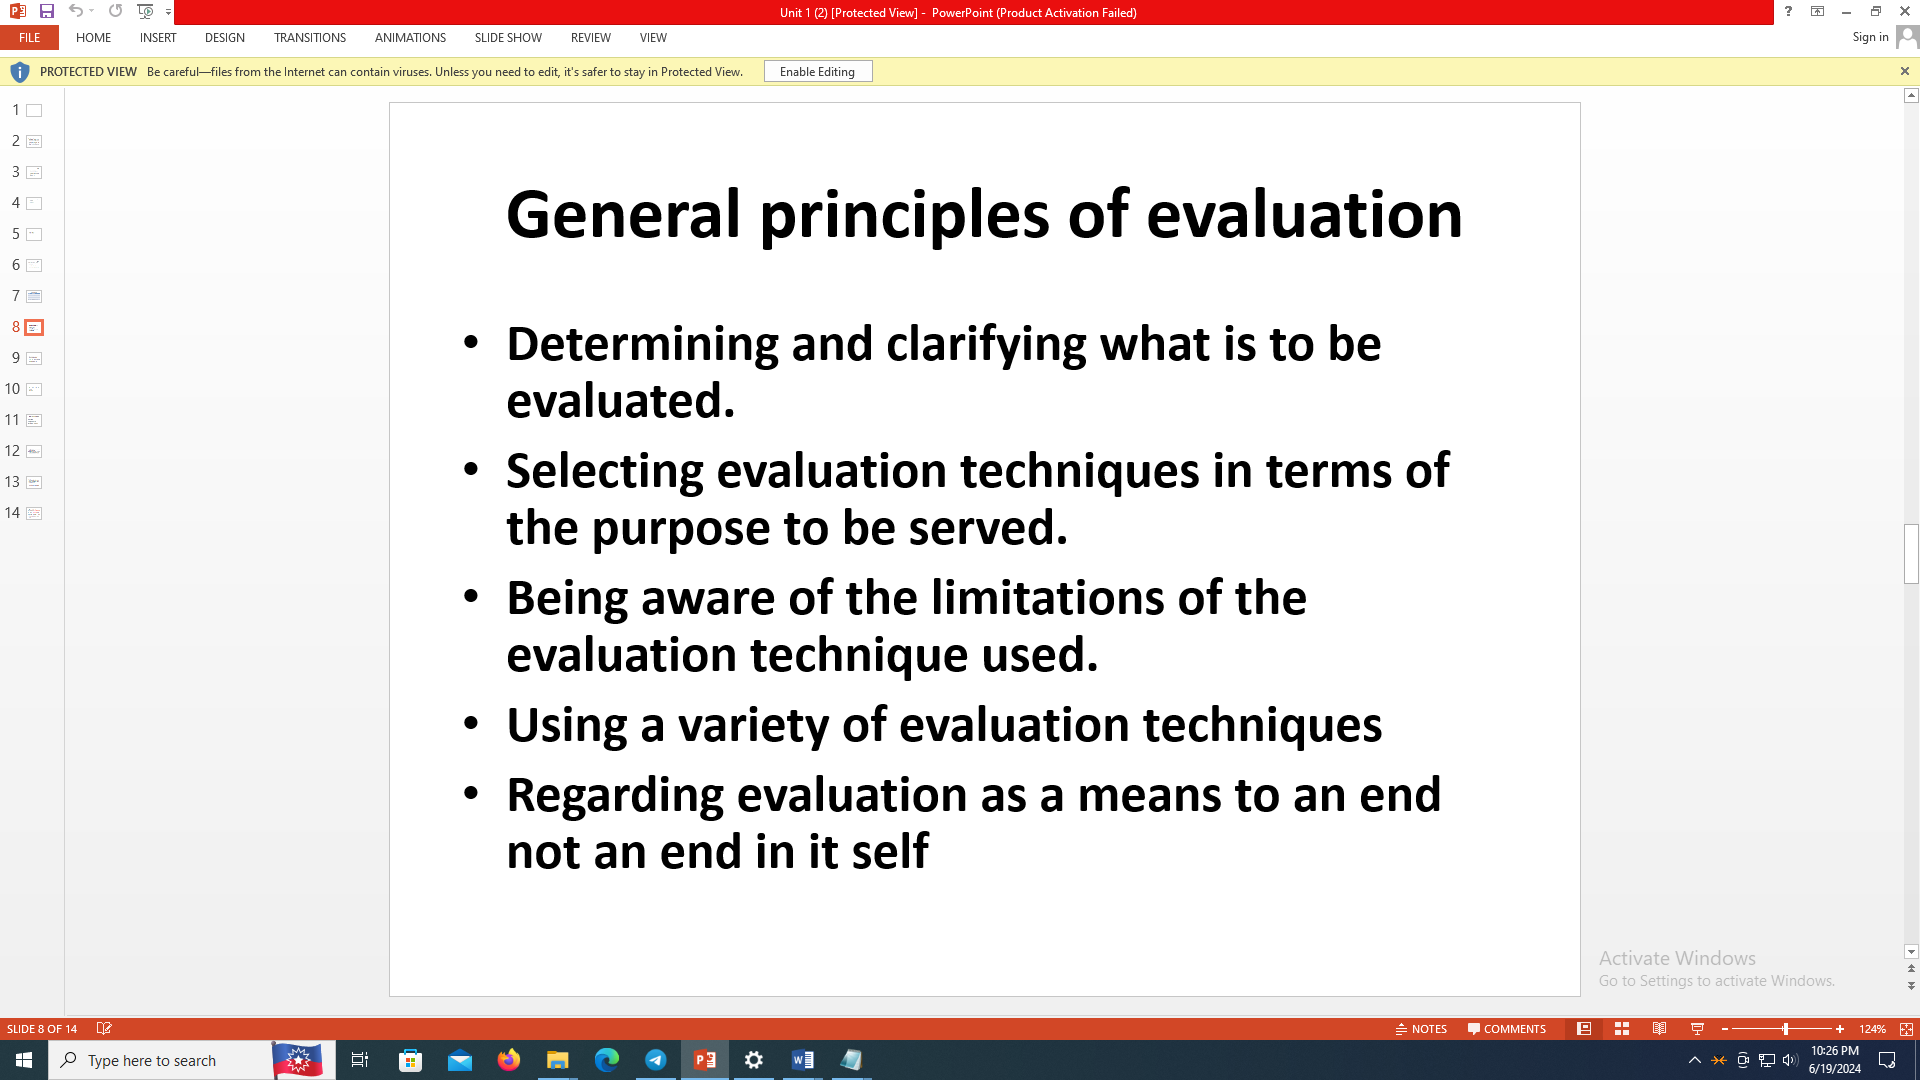 Unit 1 (2) [Protected View] - PowerPoint (Product Activation Failed)
FILE HOME INSERT DESIGN TRANSITIONS ANIMATIONS SLIDE SHOW REVIEW VIEW Sign in
PROTECTED VIEW Be careful—files from the Internet can contain viruses. Unless you need to edit, it's safer to stay in Protected View. Enable Editing
1
2
3
4
5
6
7
8
9
10
11
12
13
14
General principles of evaluation
• Determining and clarifying what is to be
evaluated.
• Selecting evaluation techniques in terms of
the purpose to be served.
• Being aware of the limitations of the
evaluation technique used.
• Using a variety of evaluation techniques
• Regarding evaluation as a means to an end
not an end in it self
Activate Windows
Go to Settings to activate Windows.
SLIDE 8 OF 14 NOTES COMMENTS 124%
Type here to search
10:26 PM
6/19/2024